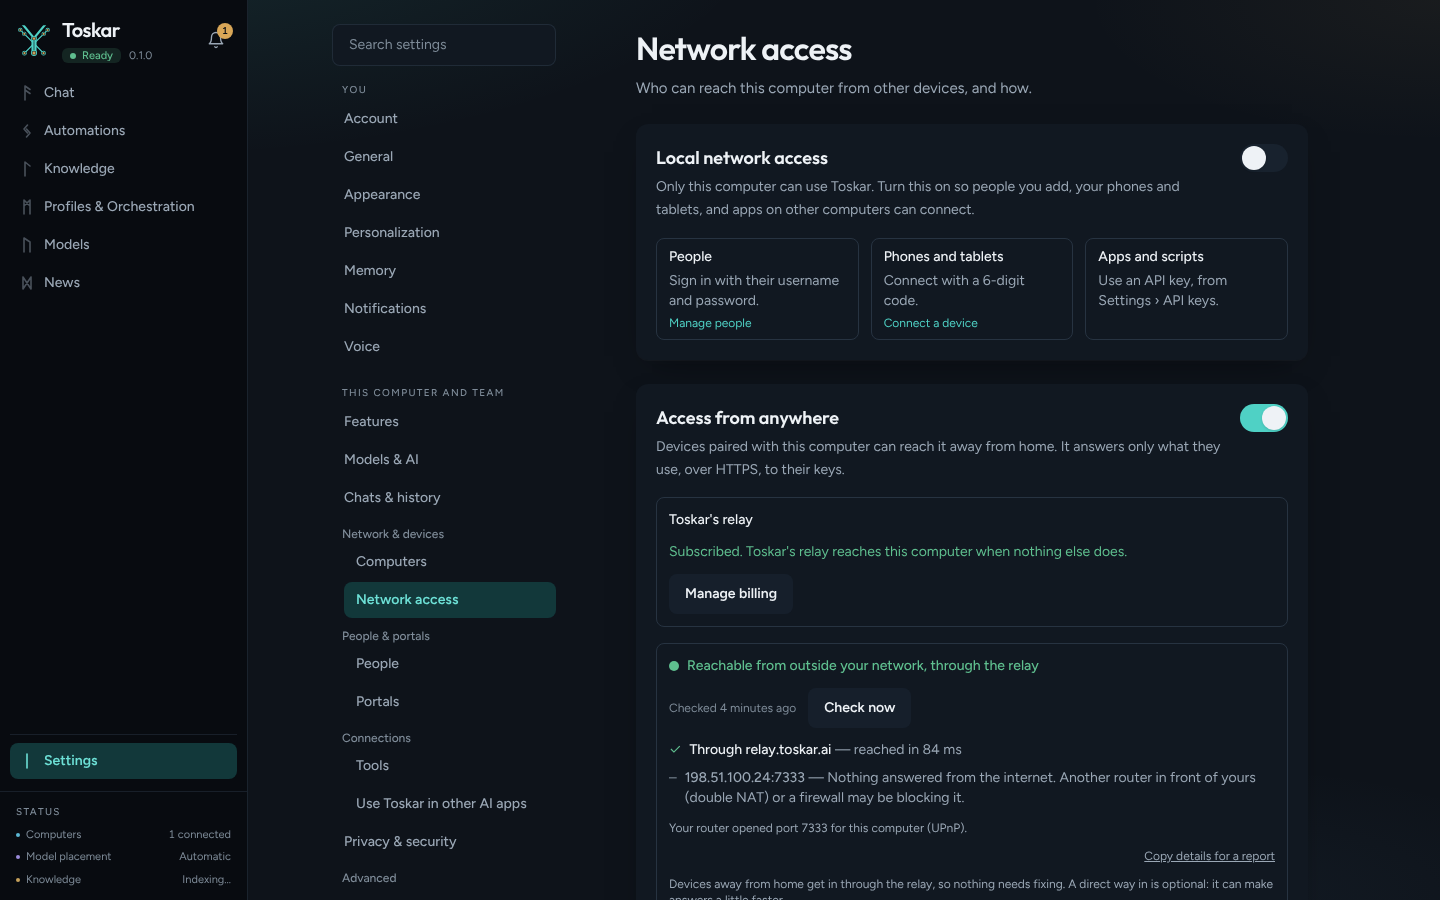 Toskar
Ready 0.1.0
1
Chat
Automations
Knowledge
Profiles & Orchestration
Models
News
Settings
STATUS
Computers 1 connected
Model placement Automatic
Knowledge Indexing...
Search settings
YOU
Account
General
Appearance
Personalization
Memory
Notifications
Voice
THIS COMPUTER AND TEAM
Features
Models & AI
Chats & history
Network & devices
Computers
Network access
People & portals
People
Portals
Connections
Tools
Use Toskar in other AI apps
Privacy & security
Advanced
Network access
Who can reach this computer from other devices, and how.
Local network access
Only this computer can use Toskar. Turn this on so people you add, your phones and
tablets, and apps on other computers can connect.
People
Sign in with their username
and password.
Manage people
Phones and tablets
Connect with a 6-digit
code.
Connect a device
Apps and scripts
Use an API key, from
Settings › API keys.
Access from anywhere
Devices paired with this computer can reach it away from home. It answers only what they
use, over HTTPS, to their keys.
Toskar's relay
Subscribed. Toskar's relay reaches this computer when nothing else does.
Manage billing
Reachable from outside your network, through the relay
Checked 4 minutes ago Check now
Through relay.toskar.ai — reached in 84 ms
– 198.51.100.24:7333 — Nothing answered from the internet. Another router in front of yours
(double NAT) or a firewall may be blocking it.
Your router opened port 7333 for this computer (UPnP).
Copy details for a report
Devices away from home get in through the relay, so nothing needs fixing. A direct way in is optional: it can make
answers a little faster.